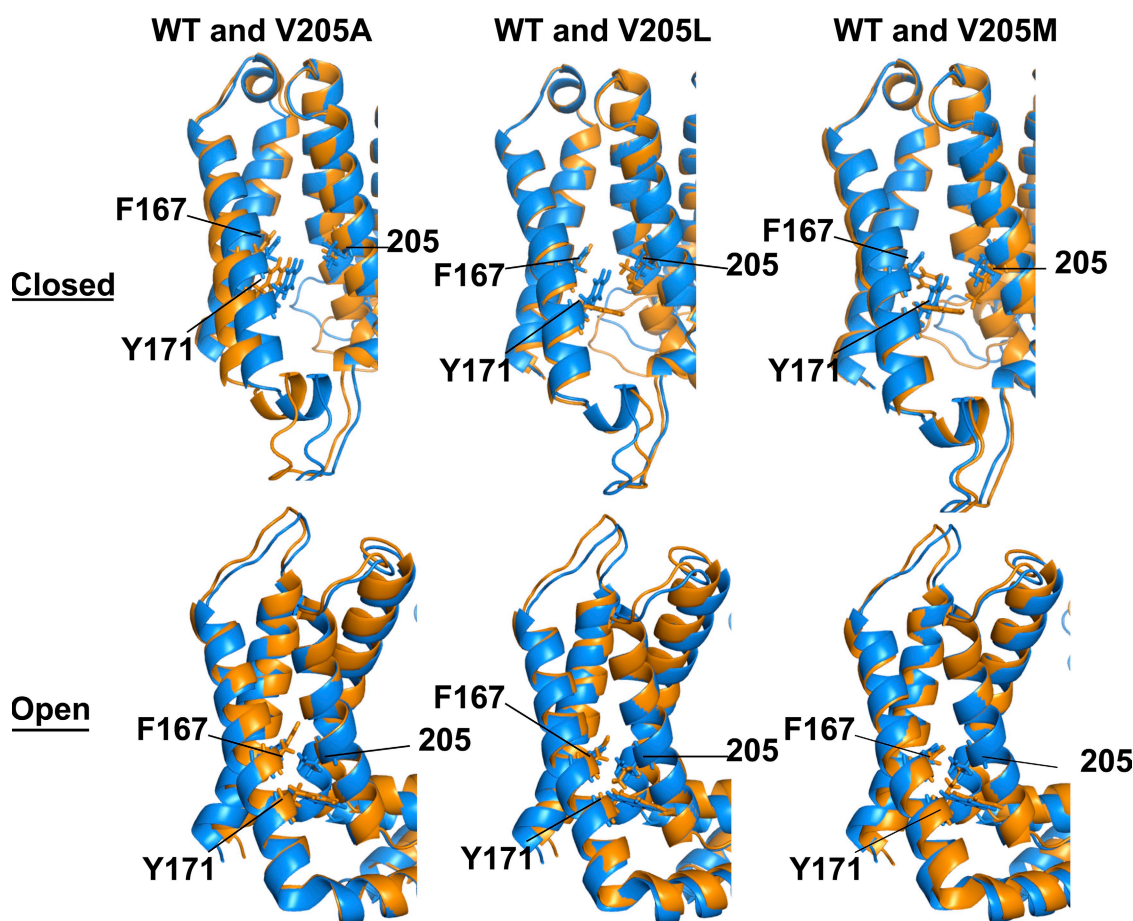 WT and V205A
WT and V205L
WT and V205M
Closed
F167
205
Y171
F167
205
Y171
F167
205
Y171
Open
F167
205
Y171
F167
205
Y171
F167
205
Y171